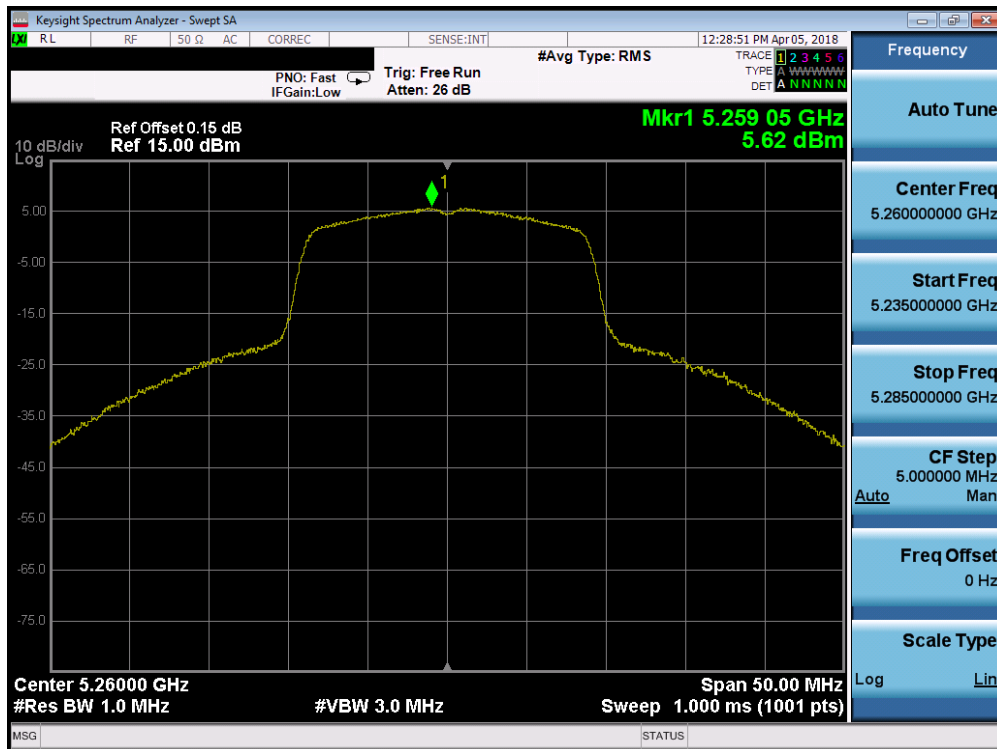 Keysight Spectrum Analyzer - Swept SA
LXI RL RF 50 Ω AC CORREC SENSE:INT 12:28:51 PM Apr 05, 2018
#Avg Type: RMS
TRACE 1 2 3 4 5 6
PNO: Fast Trig: Free Run TYPE A WWWWW
IFGain:Low Atten: 26 dB DET A N N N N N
Mkr1 5.259 05 GHz
5.62 dBm
Ref Offset 0.15 dB
10 dB/div Ref 15.00 dBm
Log
1
5.00
-5.00
-15.0
-25.0
-35.0
-45.0
-55.0
-65.0
-75.0
Center 5.26000 GHz Span 50.00 MHz
#Res BW 1.0 MHz #VBW 3.0 MHz Sweep 1.000 ms (1001 pts)
MSG STATUS
Frequency
Auto Tune
Center Freq
5.260000000 GHz
Start Freq
5.235000000 GHz
Stop Freq
5.285000000 GHz
CF Step
5.000000 MHz
Auto Man
Freq Offset
0 Hz
Scale Type
Log Lin